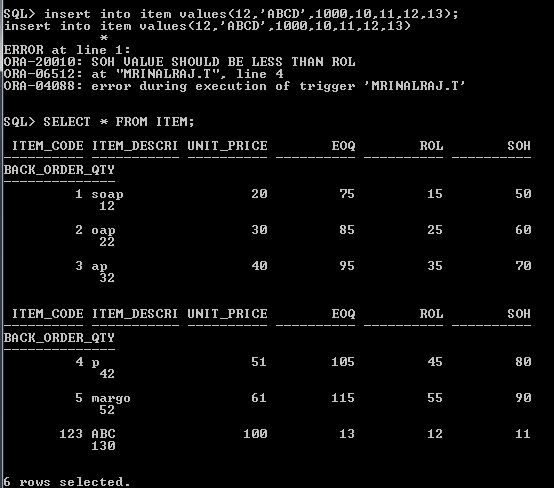 SQL> insert into item values(12,'ABCD',1000,10,11,12,13);
insert into item values(12,'ABCD',1000,10,11,12,13)
*
ERROR at line 1:
ORA-20010: SOH VALUE SHOULD BE LESS THAN ROL
ORA-06512: at "MRINALRAJ.T", line 4
ORA-04088: error during execution of trigger 'MRINALRAJ.T'
SQL> SELECT * FROM ITEM;
ITEM_CODE ITEM_DESCRI UNIT_PRICE EOQ ROL SOH
---------- ----------- ---------- ---------- ---------- ----------
BACK_ORDER_QTY
--------------
1 soap 20 75 15 50
12
2 oap 30 85 25 60
22
3 ap 40 95 35 70
32
ITEM_CODE ITEM_DESCRI UNIT_PRICE EOQ ROL SOH
---------- ----------- ---------- ---------- ---------- ----------
BACK_ORDER_QTY
--------------
4 p 51 105 45 80
42
5 margo 61 115 55 90
52
123 ABC 100 13 12 11
130
6 rows selected.